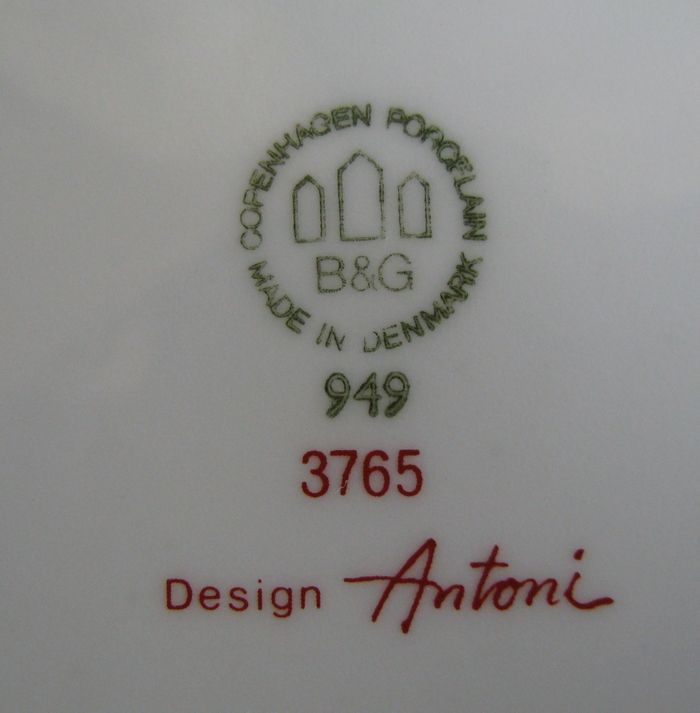 COPENHAGEN PORCELAIN
B&G
MADE IN DENMARK
949
3765
Design Antoni